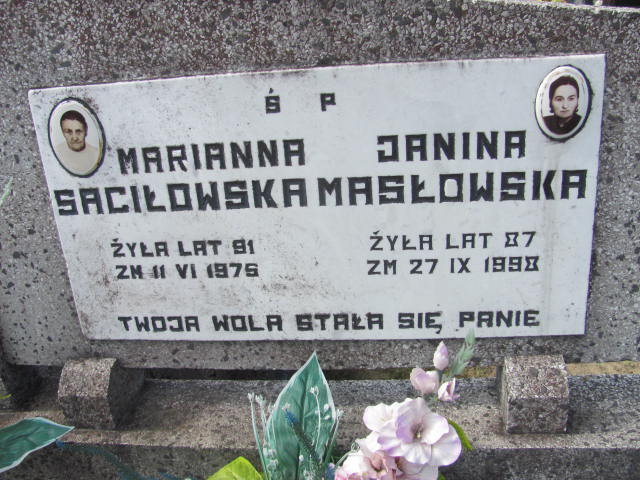 Ś P
MARIANNA JANINA
SACIŁOWSKA MASŁOWSKA
ŻYŁA LAT 91 ŻYŁA LAT 87
ZM 11 VI 1975 ZM 27 IX 1998
TWOJA WOLA STAŁA SIĘ, PANIE